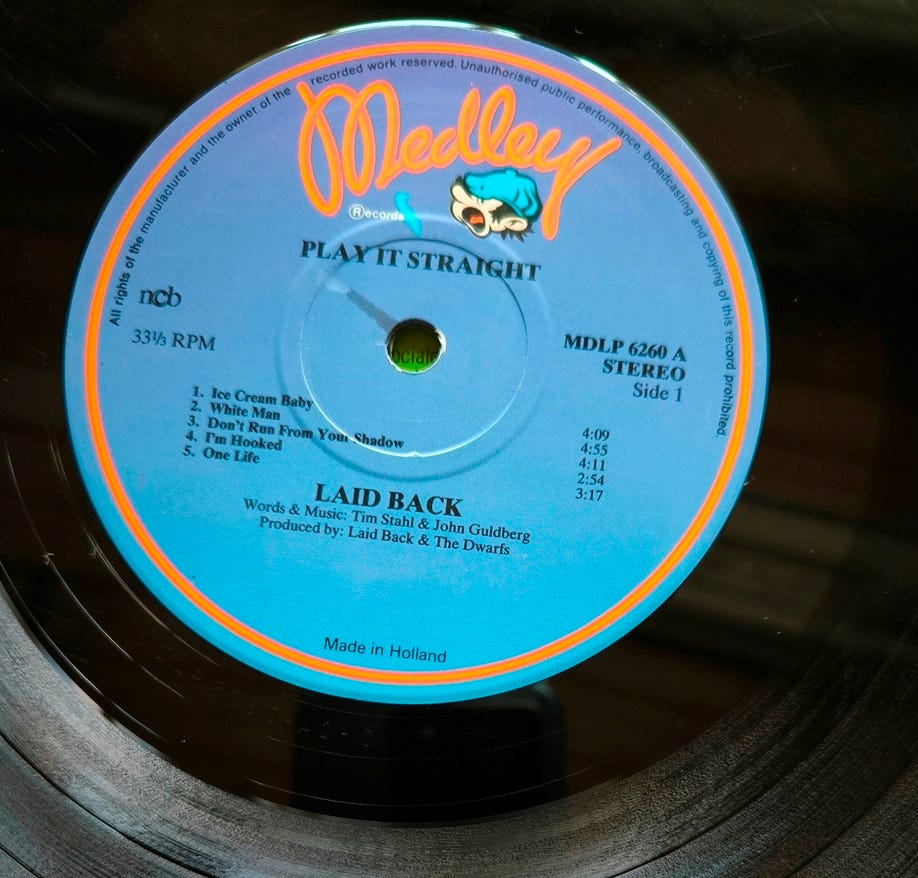 All rights of the manufacturer and the owner of the recorded work reserved. Unauthorised public performance, broadcasting and copying of this record prohibited.
Medley
®ecords
PLAY IT STRAIGHT
ncb
33⅓ RPM
MDLP 6260 A
STEREO
Side 1
1. Ice Cream Baby 4:09
2. White Man 4:55
3. Don't Run From Your Shadow 4:11
4. I'm Hooked 2:54
5. One Life 3:17
LAID BACK
Words & Music: Tim Stahl & John Guldberg
Produced by: Laid Back & The Dwarfs
Made in Holland